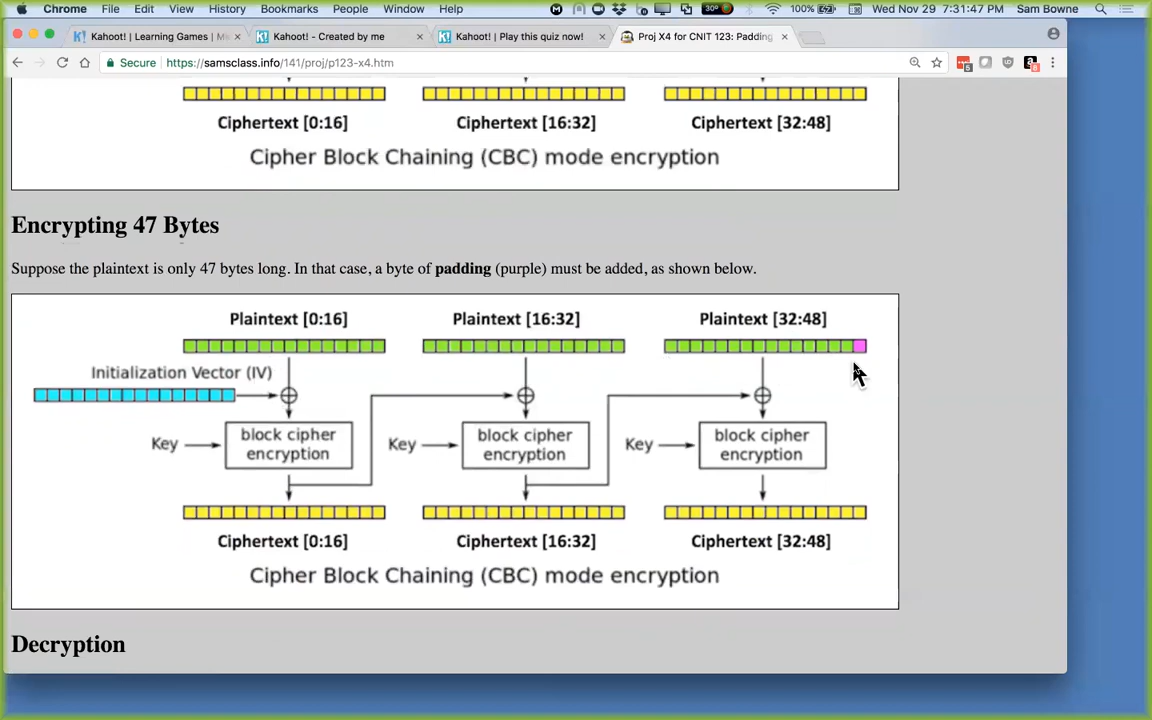 Chrome File Edit View History Bookmarks People Window Help 30° 100% Wed Nov 29 7:31:47 PM Sam Bowne
Kahoot! | Learning Games | M
Kahoot! - Created by me
Kahoot! | Play this quiz now!
Proj X4 for CNIT 123: Padding
Secure https://samsclass.info/141/proj/p123-x4.htm
Ciphertext [0:16] Ciphertext [16:32] Ciphertext [32:48]
Cipher Block Chaining (CBC) mode encryption
Encrypting 47 Bytes
Suppose the plaintext is only 47 bytes long. In that case, a byte of padding (purple) must be added, as shown below.
Plaintext [0:16] Plaintext [16:32] Plaintext [32:48]
Initialization Vector (IV)
Key block cipher encryption Key block cipher encryption Key block cipher encryption
Ciphertext [0:16] Ciphertext [16:32] Ciphertext [32:48]
Cipher Block Chaining (CBC) mode encryption
Decryption